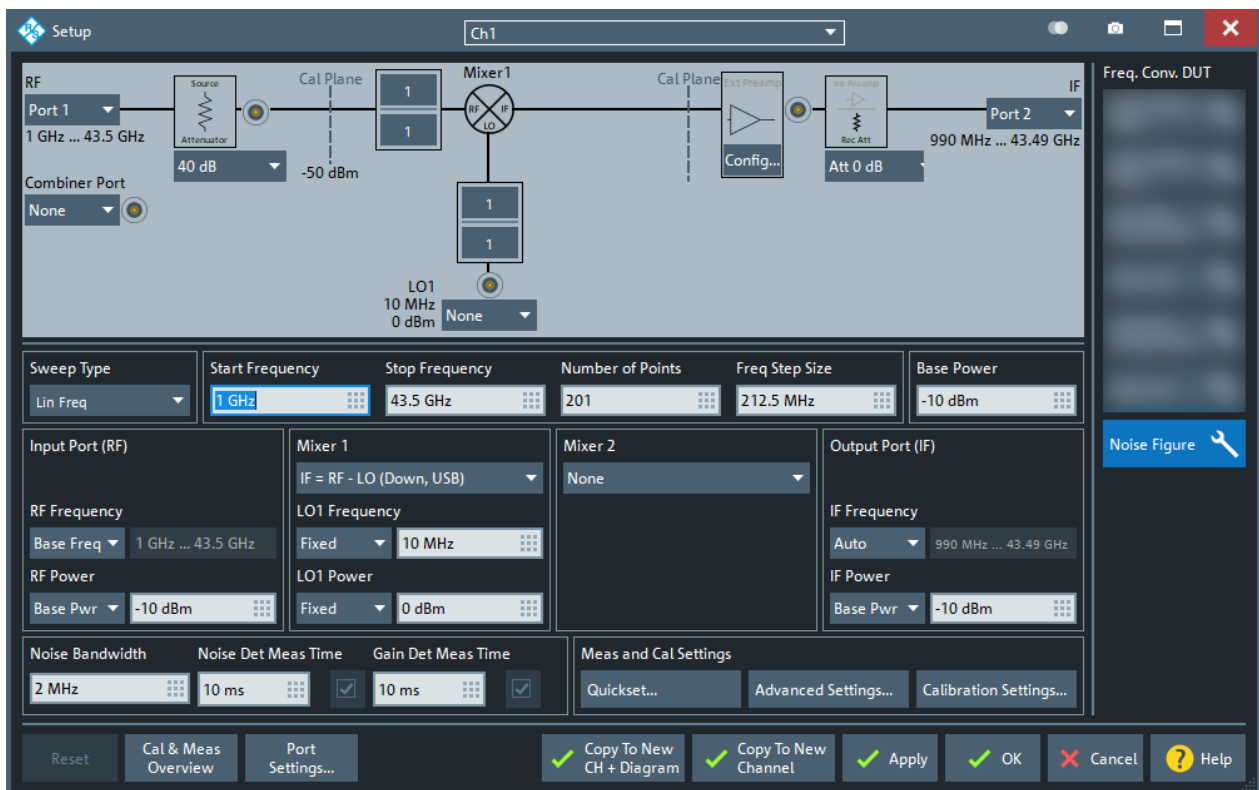 Setup
Ch1
RF
Port 1
1 GHz ... 43.5 GHz
Source
Attenuator
40 dB
Cal Plane
-50 dBm
1
1
Mixer1
RF
IF
LO
Cal Plane
Ext Preamp
Config...
Int Preamp
Rec Att
Att 0 dB
IF
Port 2
990 MHz ... 43.49 GHz
Combiner Port
None
1
1
LO1
10 MHz
0 dBm
None
Freq. Conv. DUT
Noise Figure
Sweep Type
Lin Freq
Start Frequency
1 GHz
Stop Frequency
43.5 GHz
Number of Points
201
Freq Step Size
212.5 MHz
Base Power
-10 dBm
Input Port (RF)
RF Frequency
Base Freq
1 GHz ... 43.5 GHz
RF Power
Base Pwr
-10 dBm
Mixer 1
IF = RF - LO (Down, USB)
LO1 Frequency
Fixed
10 MHz
LO1 Power
Fixed
0 dBm
Mixer 2
None
Output Port (IF)
IF Frequency
Auto
990 MHz ... 43.49 GHz
IF Power
Base Pwr
-10 dBm
Noise Bandwidth
2 MHz
Noise Det Meas Time
10 ms
Gain Det Meas Time
10 ms
Meas and Cal Settings
Quickset...
Advanced Settings...
Calibration Settings...
Reset
Cal & Meas
Overview
Port
Settings...
Copy To New
CH + Diagram
Copy To New
Channel
Apply
OK
Cancel
Help